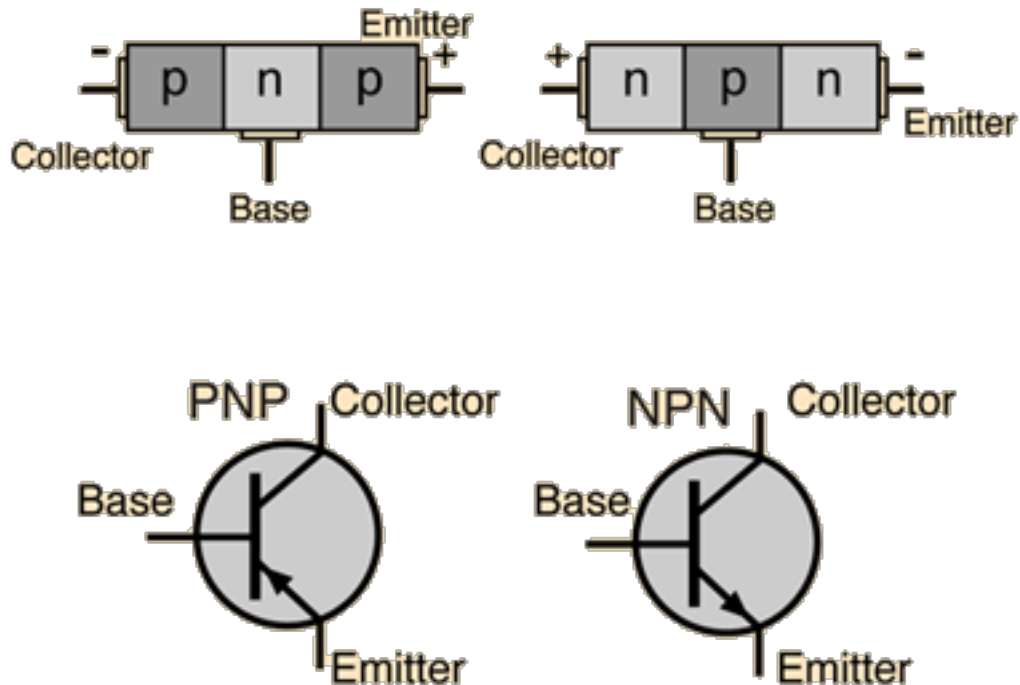 Emitter
- p n p +
Collector
Base
+ n p n -
Emitter
Collector
Base
PNP Collector
Base
Emitter
NPN Collector
Base
Emitter